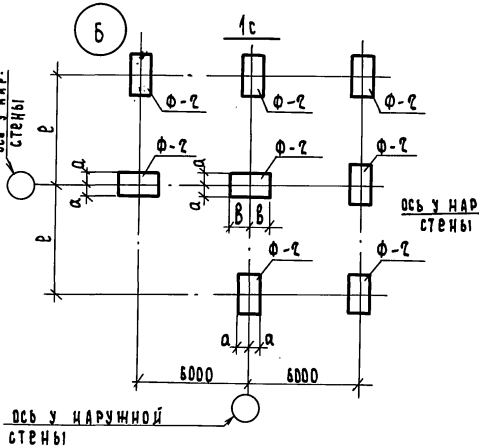 Б
1с
ось у нар.
стены
Ф-2
Ф-2
Ф-2
Ф-2
Ф-2
Ф-2
а
а
а
а
в
в
ось у нар
стены
е
е
Ф-2
Ф-2
а
а
6000
6000
ось у наружной
стены